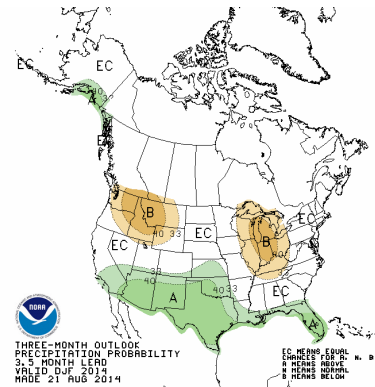 EC
EC
A
40 33
EC
B
40 33
EC
EC
B
40
EC
EC
33
40
A
40 33
A
NOAA
THREE-MONTH OUTLOOK
PRECIPITATION PROBABILITY
3.5 MONTH LEAD
VALID DJF 2014
MADE 21 AUG 2014
EC MEANS EQUAL
CHANCES FOR A, N, B
A MEANS ABOVE
N MEANS NORMAL
B MEANS BELOW